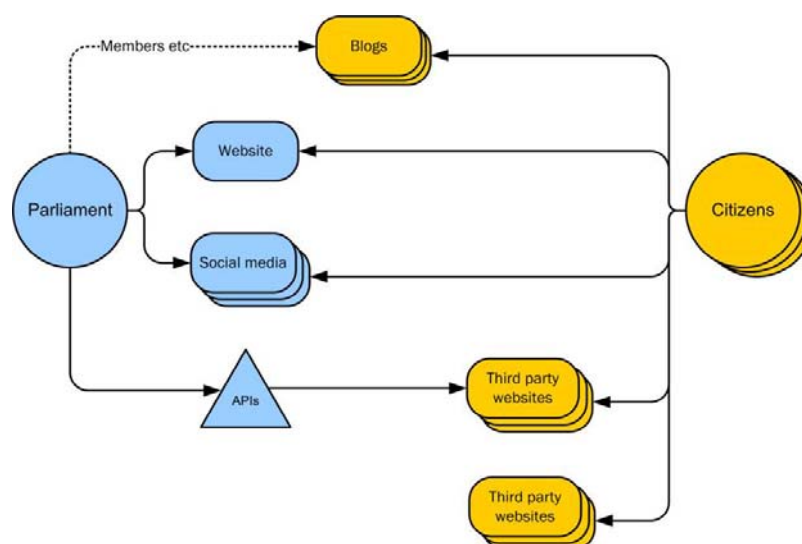 Members etc
Blogs
Website
Parliament
Citizens
Social media
APIs
Third party
websites
Third party
websites